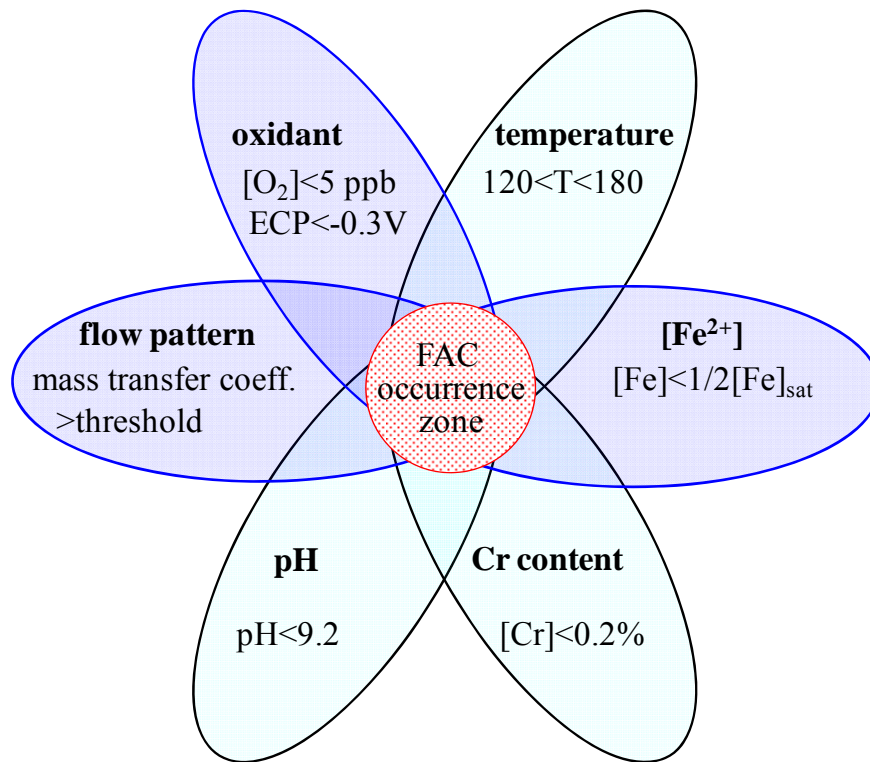 oxidant
[O₂]<5 ppb
ECP<-0.3V
temperature
120<T<180
flow pattern
mass transfer coeff.
>threshold
FAC
occurrence
zone
[Fe²⁺]
[Fe]<1/2[Fe]sat
pH
pH<9.2
Cr content
[Cr]<0.2%